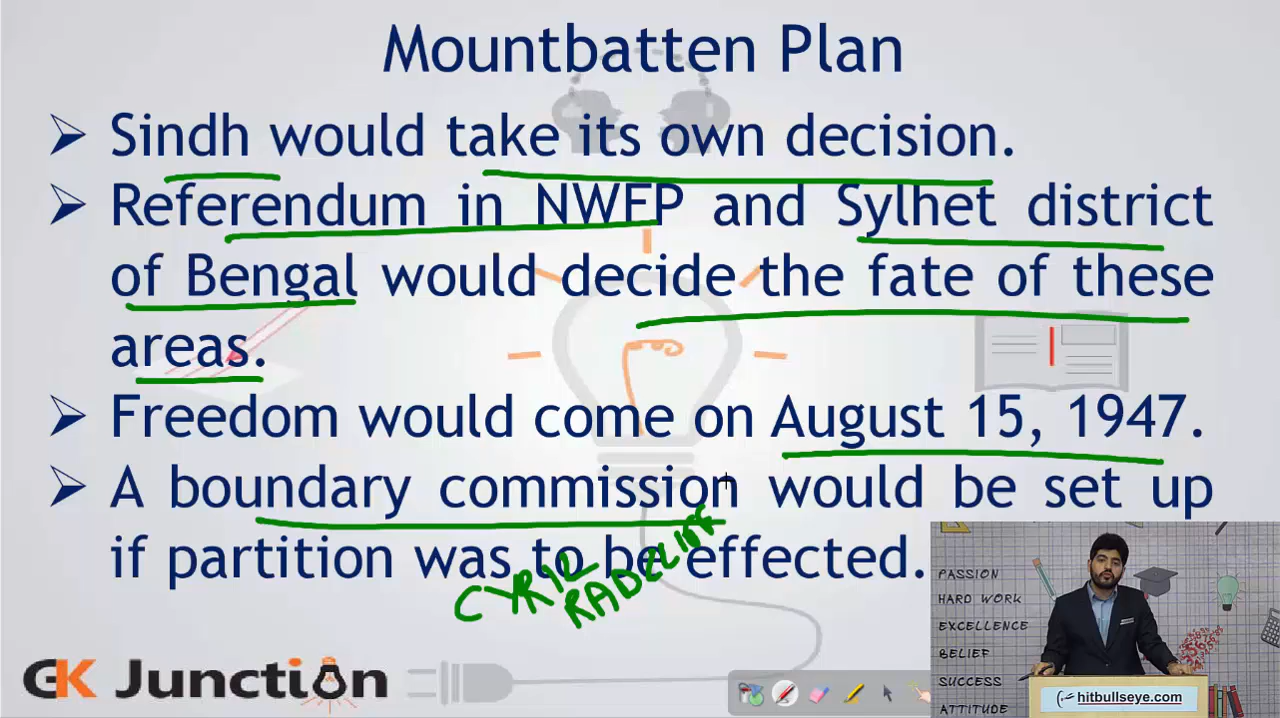 Mountbatten Plan
➢ Sindh would take its own decision.
➢ Referendum in NWFP and Sylhet district
of Bengal would decide the fate of these
areas.
➢ Freedom would come on August 15, 1947.
➢ A boundary commission would be set up
if partition was to be effected.
CYRIL
RADCLIFF
GK Junction
PASSION
HARD WORK
EXCELLENCE
BELIEF
SUCCESS
ATTITUDE
hitbullseye.com